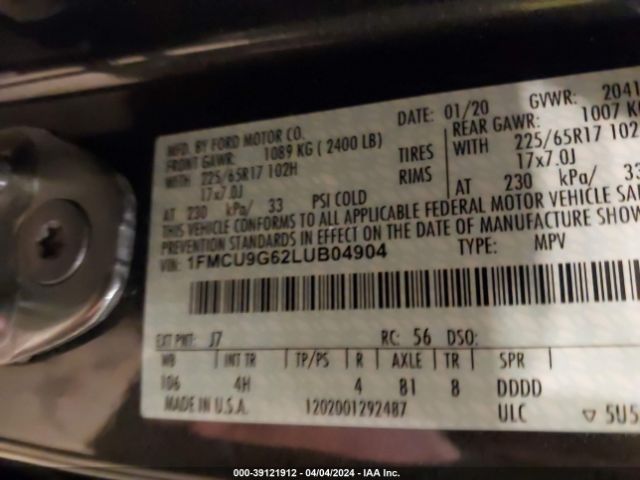 MFD. BY FORD MOTOR CO.
DATE: 01/20 GVWR: 2041
FRONT GAWR: 1089 KG ( 2400 LB)
REAR GAWR: 1007 KG
WITH 225/65R17 102H TIRES WITH 225/65R17 102
17x7.0J RIMS 17x7.0J
AT 230 kPa/ 33 PSI COLD AT 230 kPa/ 33
THIS VEHICLE CONFORMS TO ALL APPLICABLE FEDERAL MOTOR VEHICLE SA
PREVENTION STANDARDS IN EFFECT ON THE DATE OF MANUFACTURE SHOW
VIN: 1FMCU9G62LUB04904 TYPE: MPV
EXT PNT: J7 RC: 56 DSO:
WB INT TR TP/PS R AXLE TR SPR
106 4H 4 81 8 DDDD
MADE IN U.S.A. 1202001292487 ULC ▽ 5U5
000-39121912 - 04/04/2024 - IAA Inc.